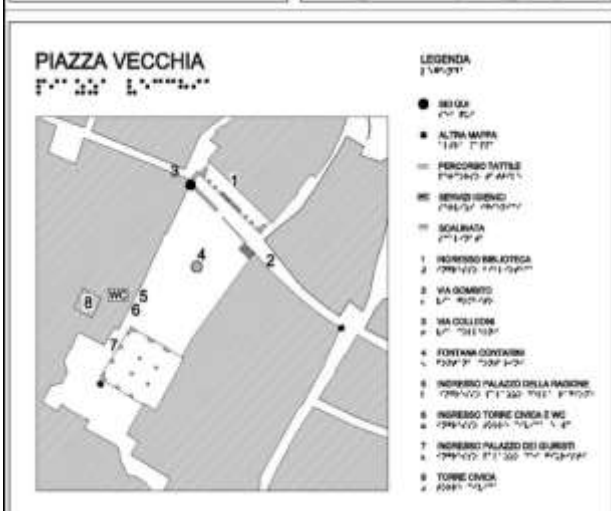 PIAZZA VECCHIA
LEGENDA
SEI QUI
ALTRA MAPPA
PERCORSO TATTILE
SERVIZI IGIENICI
SCALINATA
1 INGRESSO BIBLIOTECA
2 VIA GOMBITO
3 VIA COLLEONI
4 FONTANA CONTARINI
5 INGRESSO PALAZZO DELLA RAGIONE
6 INGRESSO TORRE CIVICA E WC
7 INGRESSO PALAZZO DEI GIURISTI
8 TORRE CIVICA
3
1
2
4
WC
5
8
6
7